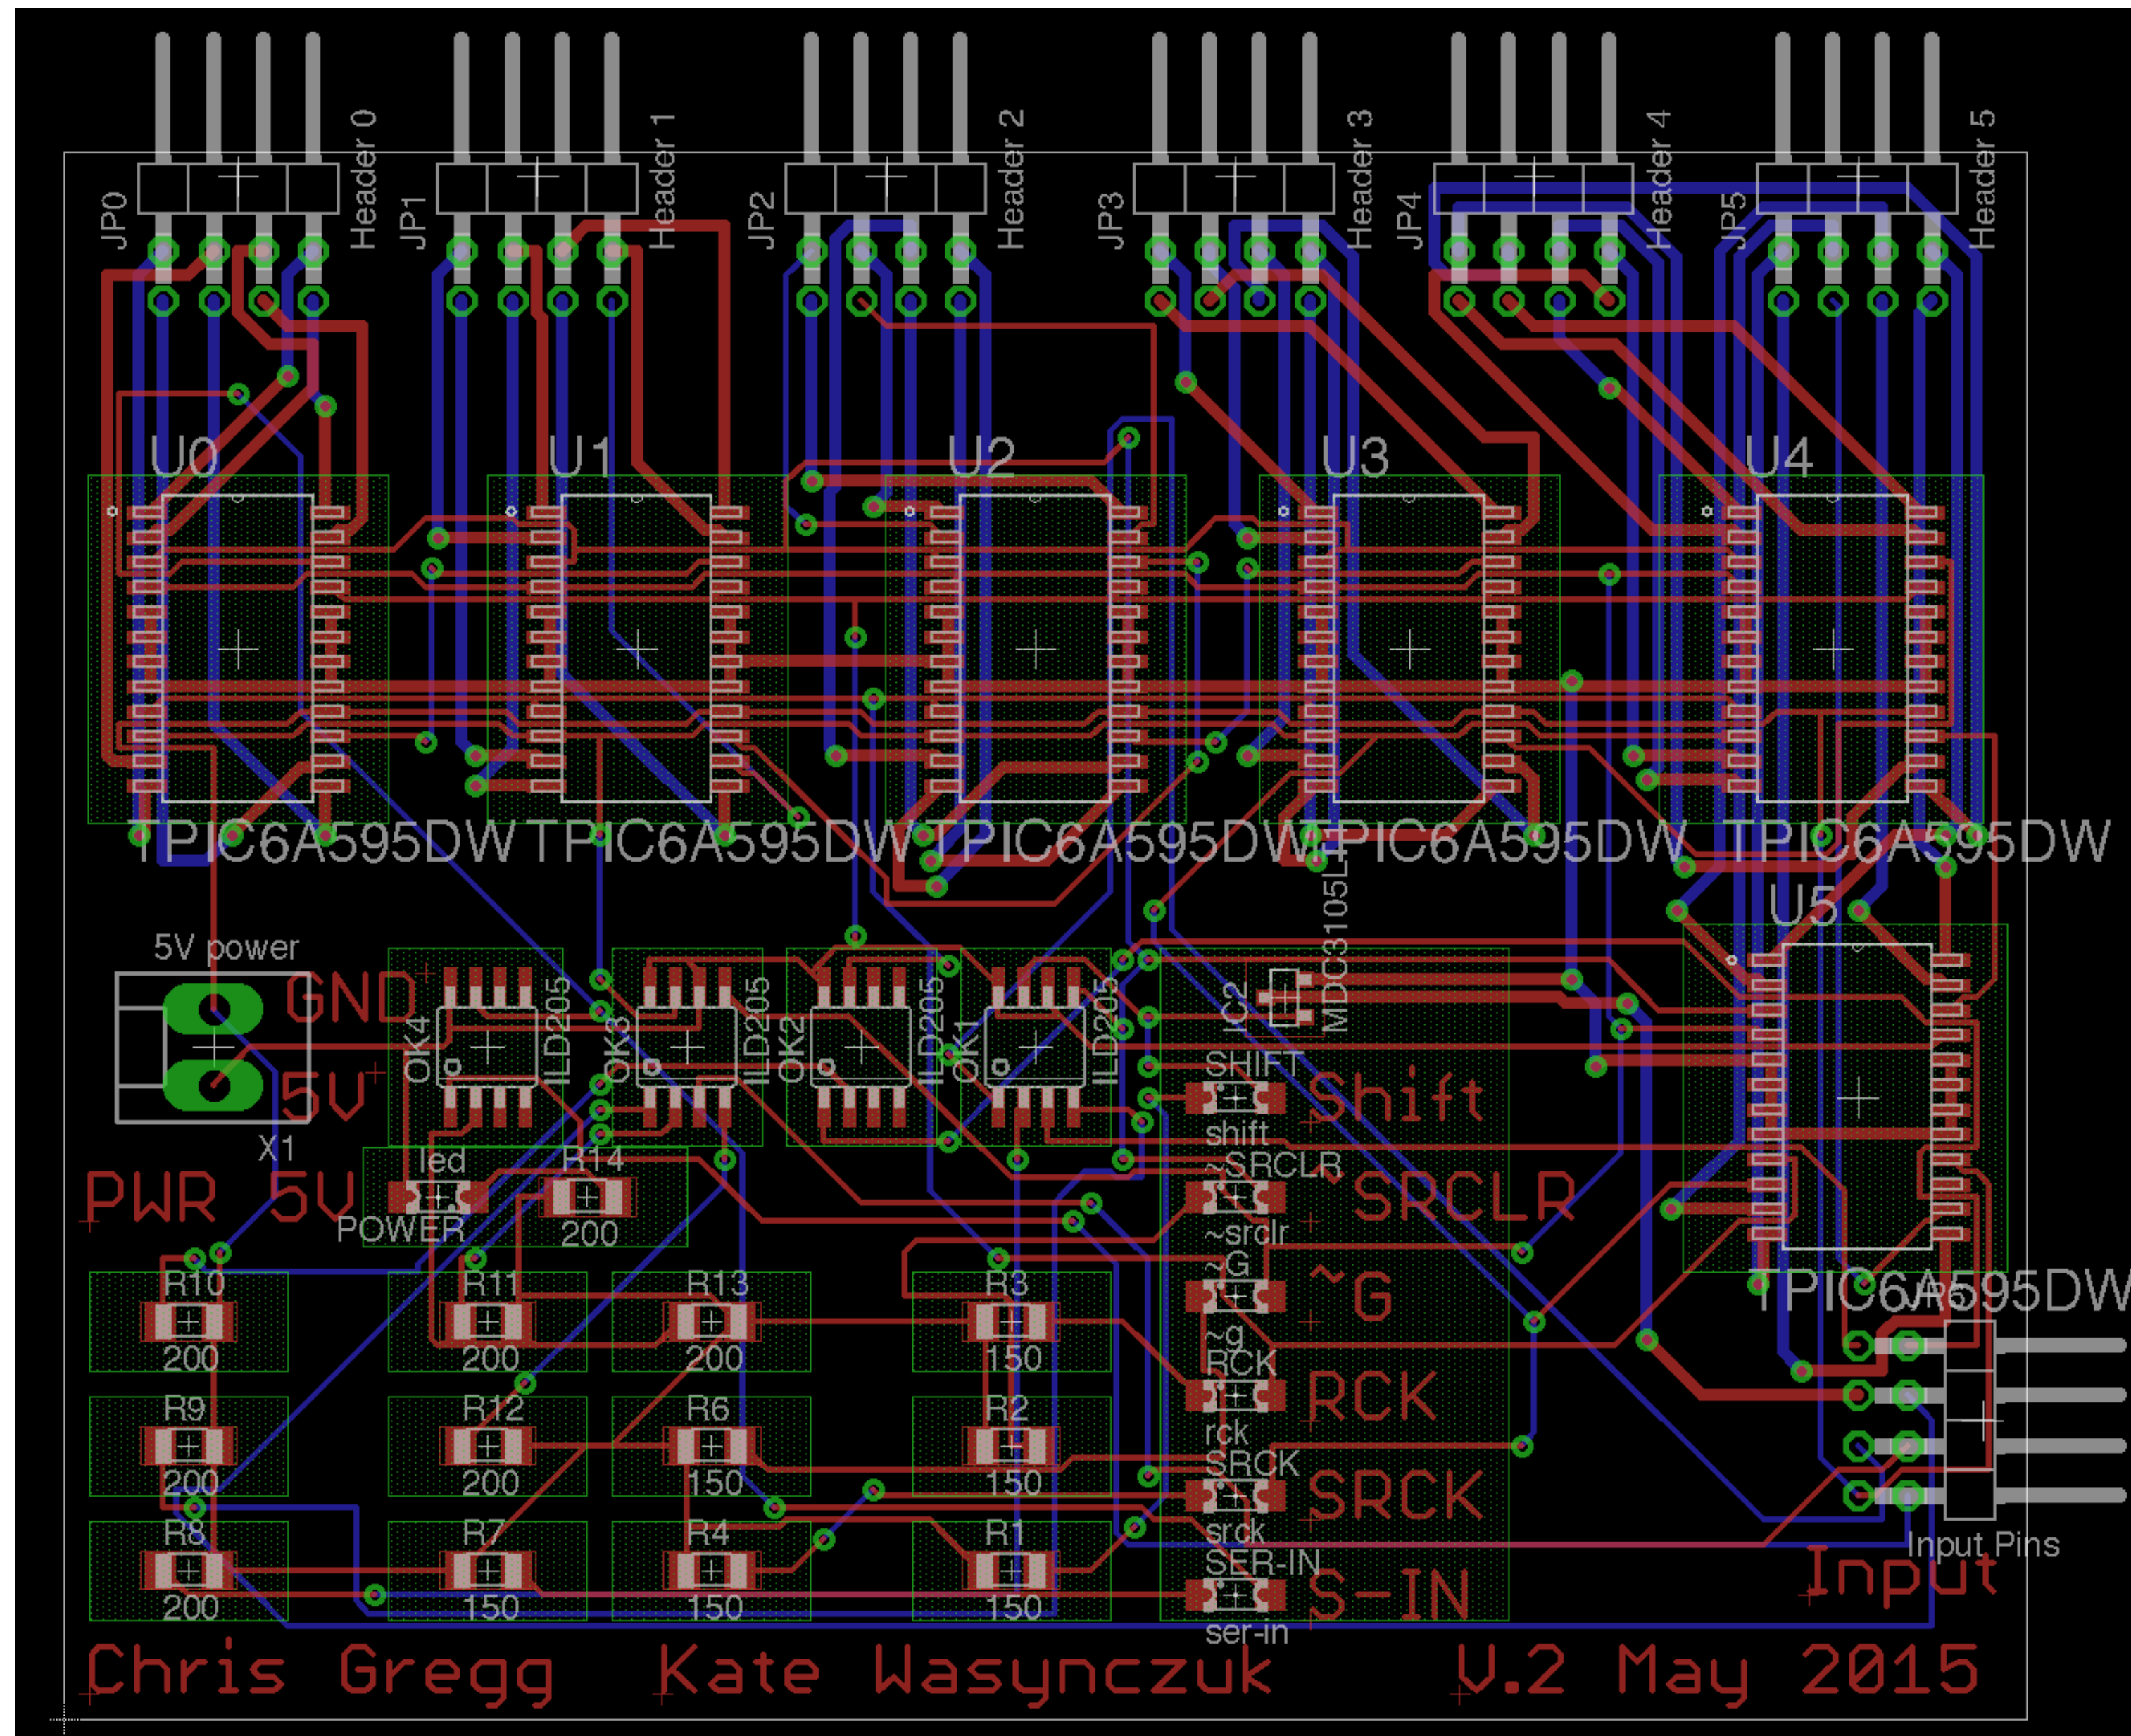 JP0
Header 0
JP1
Header 1
JP2
Header 2
JP3
Header 3
JP4
Header 4
JP5
Header 5
U0
U1
U2
U3
U4
TPIC6A595DW
TPIC6A595DW
TPIC6A595DW
TPIC6A595DW
TPIC6A595DW
U5
TPIC6A595DW
5V power
GND
5V
X1
PWR 5V
OK4
ILD205
OK3
ILD205
OK2
ILD205
OK1
ILD205
IC2
led
POWER
R14
200
SHIFT
Shift
shift
~SRCLR
~SRCLR
~srclr
~G
~G
~g
RCK
RCK
rck
SRCK
SRCK
srck
SER-IN
S-IN
ser-in
R10
200
R11
200
R13
200
R3
150
R9
200
R12
200
R6
150
R2
150
R8
200
R7
150
R4
150
R1
150
JP6
Input Pins
Input
Chris Gregg Kate Wasynczuk V.2 May 2015